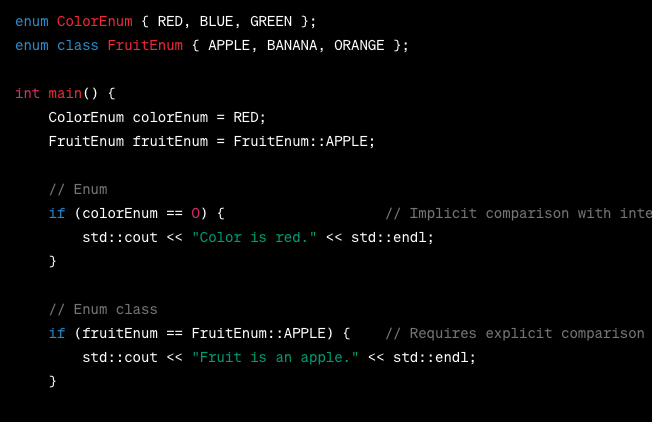 enum ColorEnum { RED, BLUE, GREEN };
enum class FruitEnum { APPLE, BANANA, ORANGE };
int main() {
ColorEnum colorEnum = RED;
FruitEnum fruitEnum = FruitEnum::APPLE;
// Enum
if (colorEnum == 0) { // Implicit comparison with inte
std::cout << "Color is red." << std::endl;
}
// Enum class
if (fruitEnum == FruitEnum::APPLE) { // Requires explicit comparison
std::cout << "Fruit is an apple." << std::endl;
}